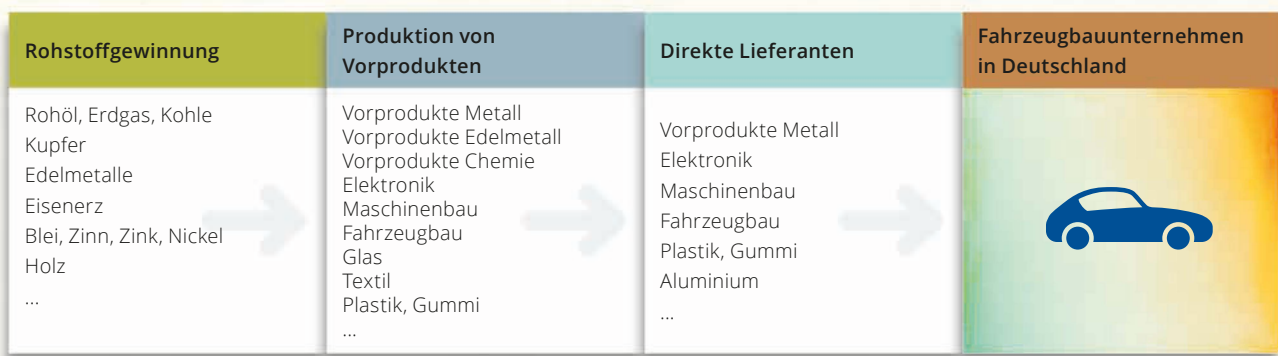 Rohstoffgewinnung
Rohöl, Erdgas, Kohle
Kupfer
Edelmetalle
Eisenerz
Blei, Zinn, Zink, Nickel
Holz
...
Produktion von
Vorprodukten
Vorprodukte Metall
Vorprodukte Edelmetall
Vorprodukte Chemie
Elektronik
Maschinenbau
Fahrzeugbau
Glas
Textil
Plastik, Gummi
...
Direkte Lieferanten
Vorprodukte Metall
Elektronik
Maschinenbau
Fahrzeugbau
Plastik, Gummi
Aluminium
...
Fahrzeugbauunternehmen
in Deutschland